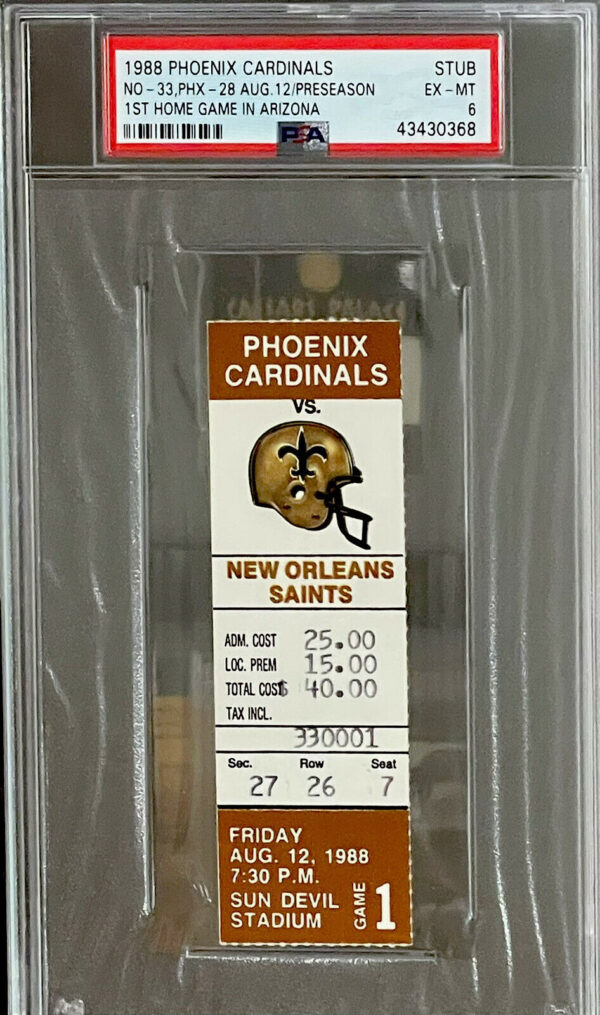 1988 PHOENIX CARDINALS STUB
NO-33,PHX-28 AUG.12/PRESEASON EX-MT
1ST HOME GAME IN ARIZONA 6
PSA 43430368
CAESARS PALACE
PHOENIX
CARDINALS
VS.
NEW ORLEANS
SAINTS
ADM. COST 25.00
LOC. PREM 15.00
TOTAL COST $ 40.00
TAX INCL.
330001
Sec. Row Seat
27 26 7
FRIDAY
AUG. 12, 1988
7:30 P.M.
SUN DEVIL
STADIUM
GAME 1